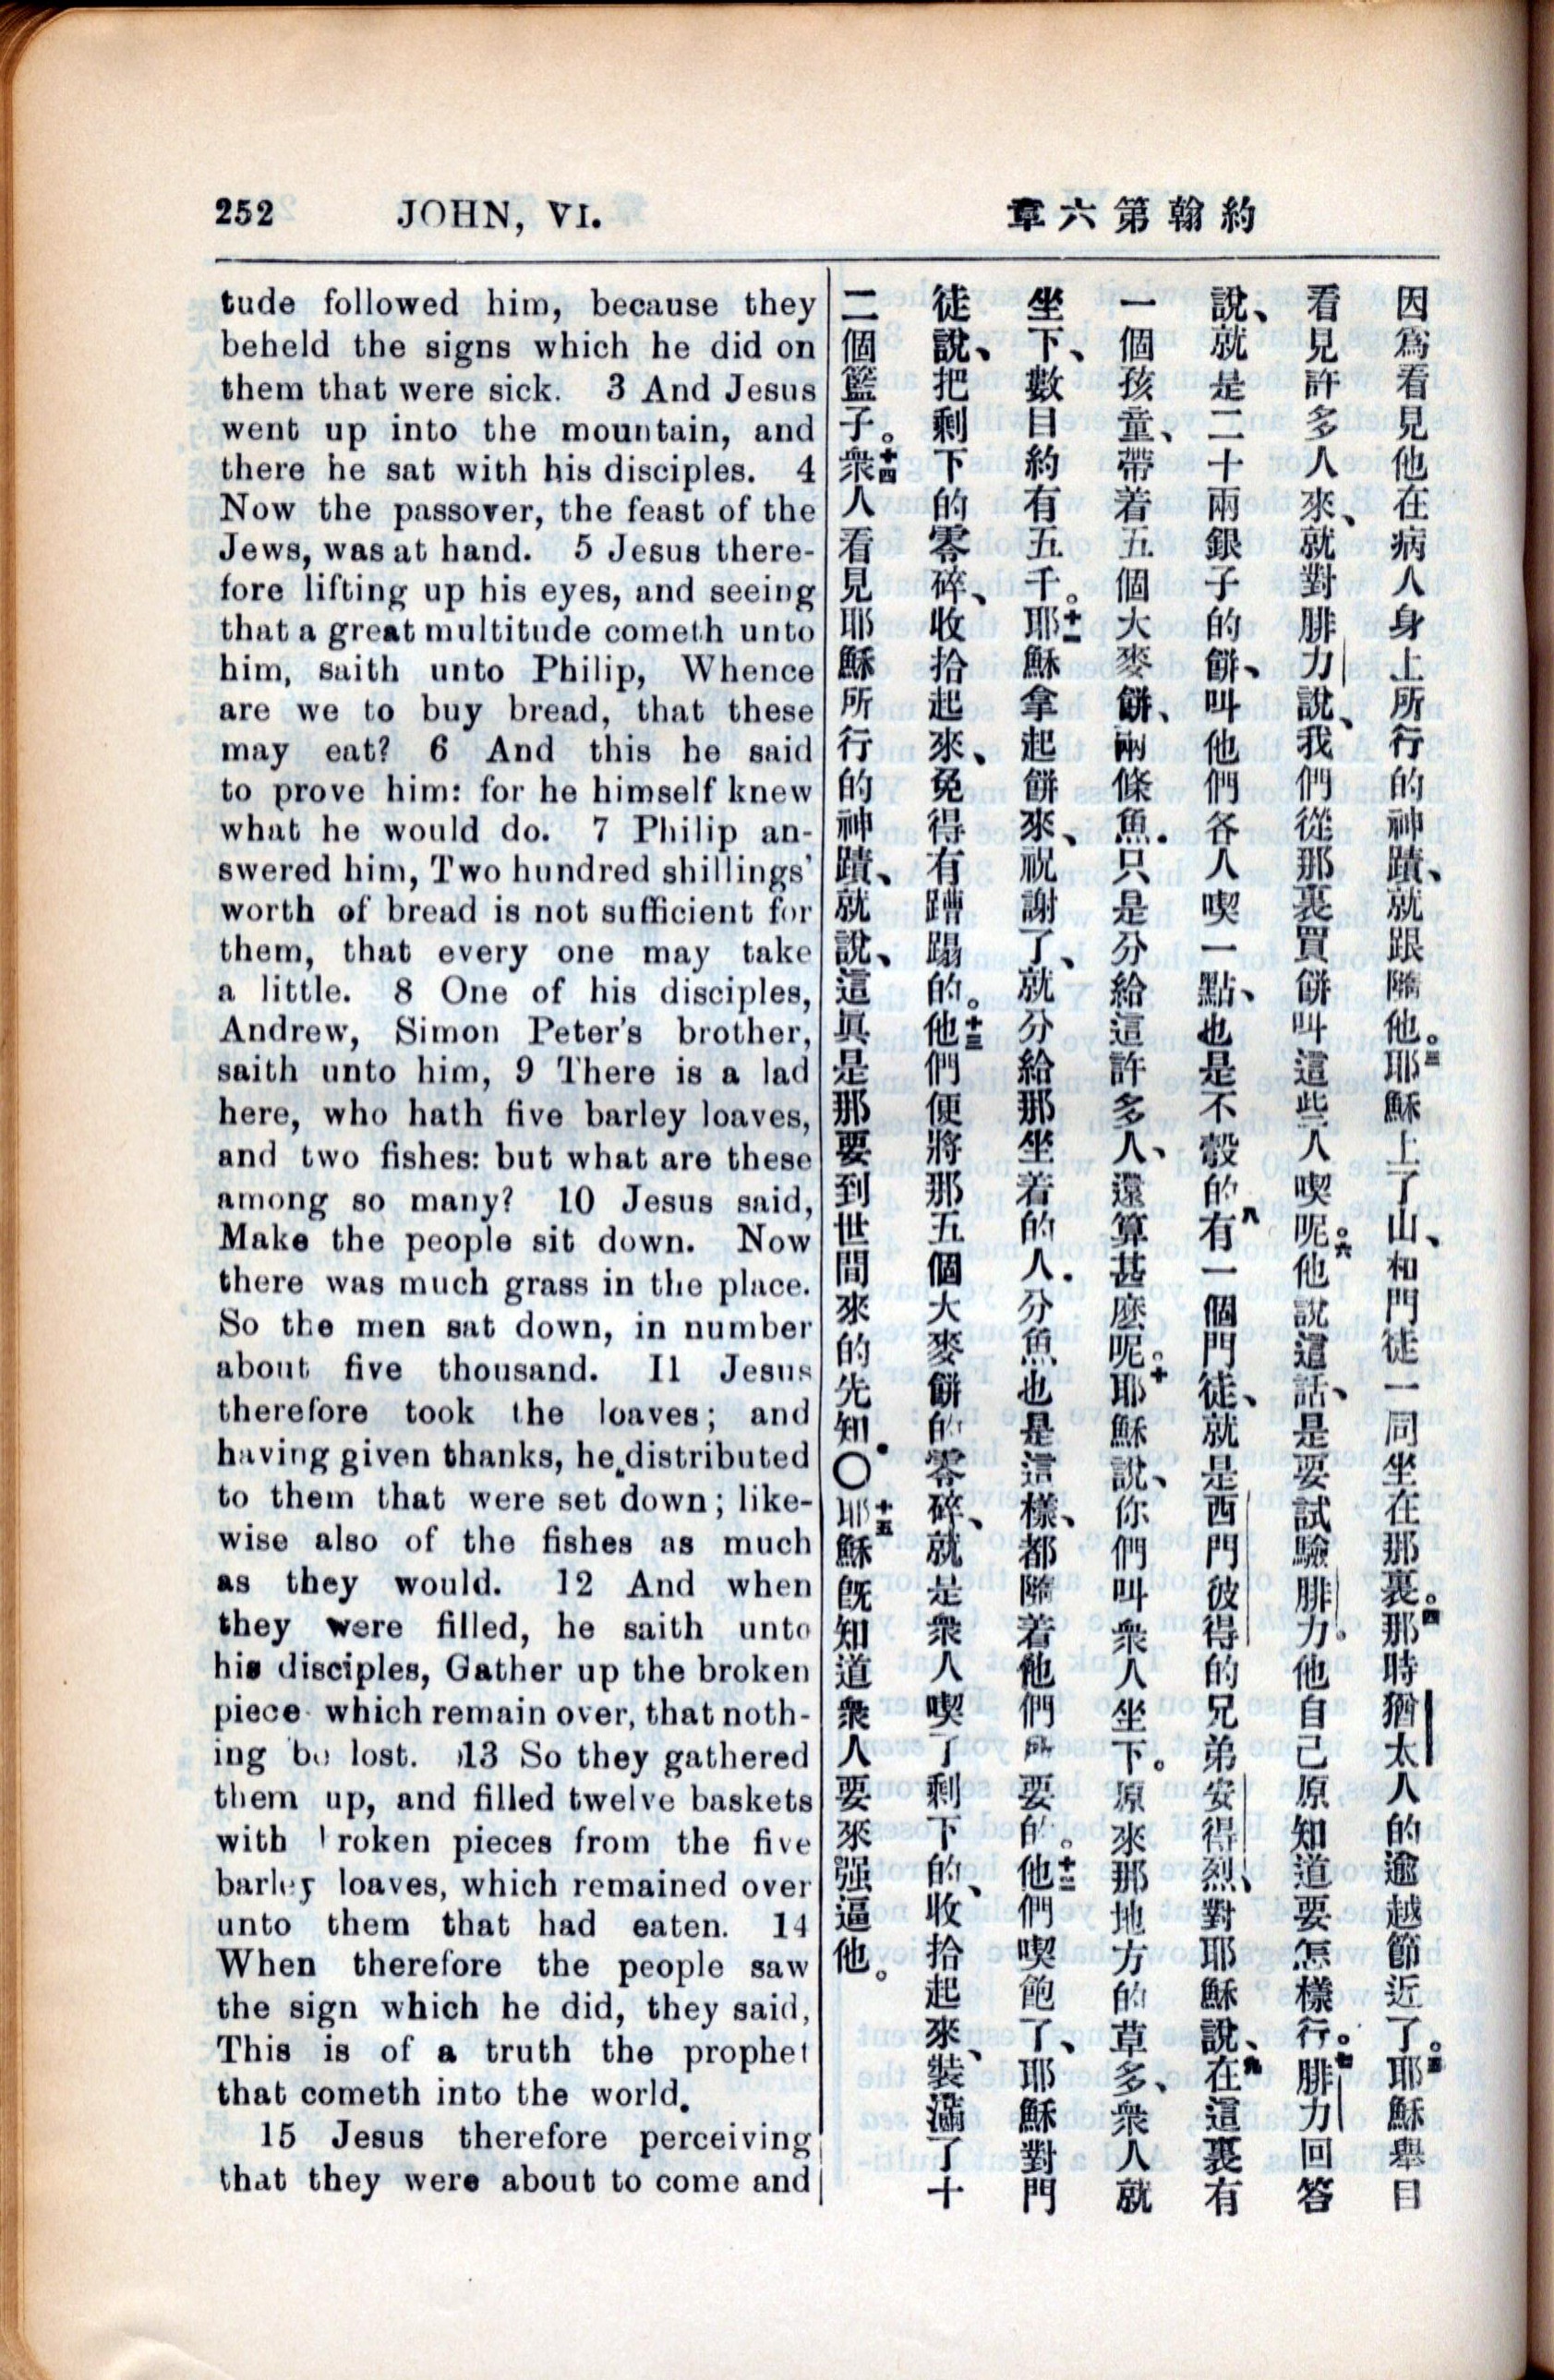 252 JOHN, VI.
約翰第六章
tude followed him, because they
beheld the signs which he did on
them that were sick. 3 And Jesus
went up into the mountain, and
there he sat with his disciples. 4
Now the passover, the feast of the
Jews, was at hand. 5 Jesus there-
fore lifting up his eyes, and seeing
that a great multitude cometh unto
him, saith unto Philip, Whence
are we to buy bread, that these
may eat? 6 And this he said
to prove him: for he himself knew
what he would do. 7 Philip an-
swered him, Two hundred shillings'
worth of bread is not sufficient for
them, that every one may take
a little. 8 One of his disciples,
Andrew, Simon Peter's brother,
saith unto him, 9 There is a lad
here, who hath five barley loaves,
and two fishes: but what are these
among so many? 10 Jesus said,
Make the people sit down. Now
there was much grass in the place.
So the men sat down, in number
about five thousand. 11 Jesus
therefore took the loaves; and
having given thanks, he distributed
to them that were set down; like-
wise also of the fishes as much
as they would. 12 And when
they were filled, he saith unto
his disciples, Gather up the broken
piece which remain over, that noth-
ing be lost. 13 So they gathered
them up, and filled twelve baskets
with roken pieces from the five
barley loaves, which remained over
unto them that had eaten. 14
When therefore the people saw
the sign which he did, they said,
This is of a truth the prophet
that cometh into the world.
15 Jesus therefore perceiving
that they were about to come and
因爲看見他在病人身上所行的神蹟、就跟隨他。三耶穌上了山、和門徒一同坐在那裏。四那時猶太人的逾越節近了。五耶穌舉目
看見許多人來、就對腓力說、我們從那裏買餅叫這些人喫呢。六他說這話、是要試驗腓力。他自己原知道要怎樣行。七腓力回答
說、就是二十兩銀子的餅、叫他們各人喫一點、也是不彀的。八有一個門徒、就是西門彼得的兄弟安得烈、對耶穌說、九在這裏有
一個孩童、帶着五個大麥餅、兩條魚．只是分給這許多人、還算甚麼呢。十耶穌說、你們叫衆人坐下。原來那地方的草多、衆人就
坐下、數目約有五千。十一耶穌拿起餅來、祝謝了、就分給那坐着的人．分魚也是這樣、都隨着他們所要的。十二他們喫飽了、耶穌對門
徒說、把剩下的零碎、收拾起來、免得有蹧蹋的。十三他們便將那五個大麥餅的零碎、就是衆人喫了剩下的、收拾起來、裝滿了十
二個籃子。十四衆人看見耶穌所行的神蹟、就說、這眞是那要到世間來的先知．〇十五耶穌旣知道衆人要來强逼他。